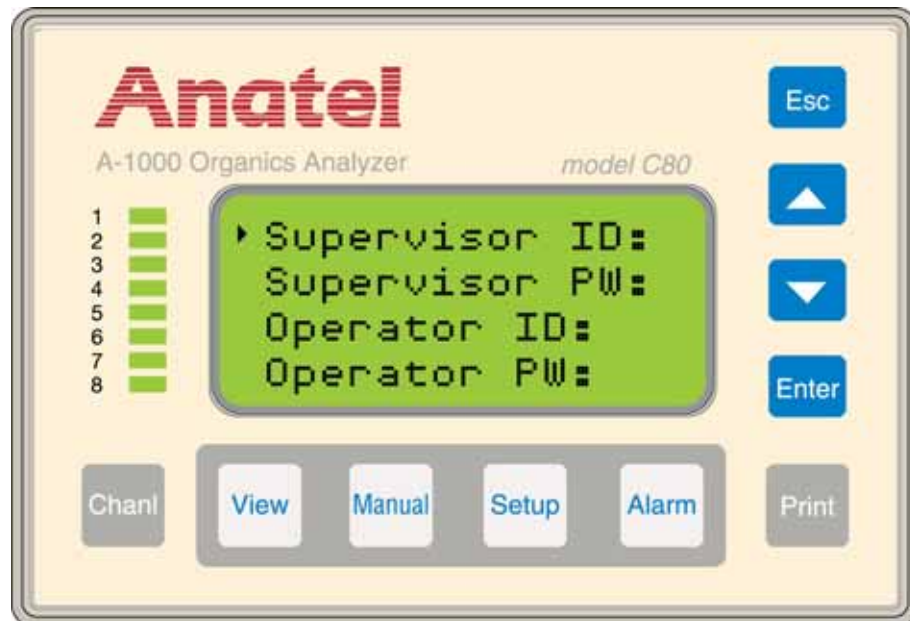 Anatel
A-1000 Organics Analyzer model C80
Esc
1
2
3
4
5
6
7
8
Supervisor ID:
Supervisor PW:
Operator ID:
Operator PW:
Enter
Chanl View Manual Setup Alarm Print